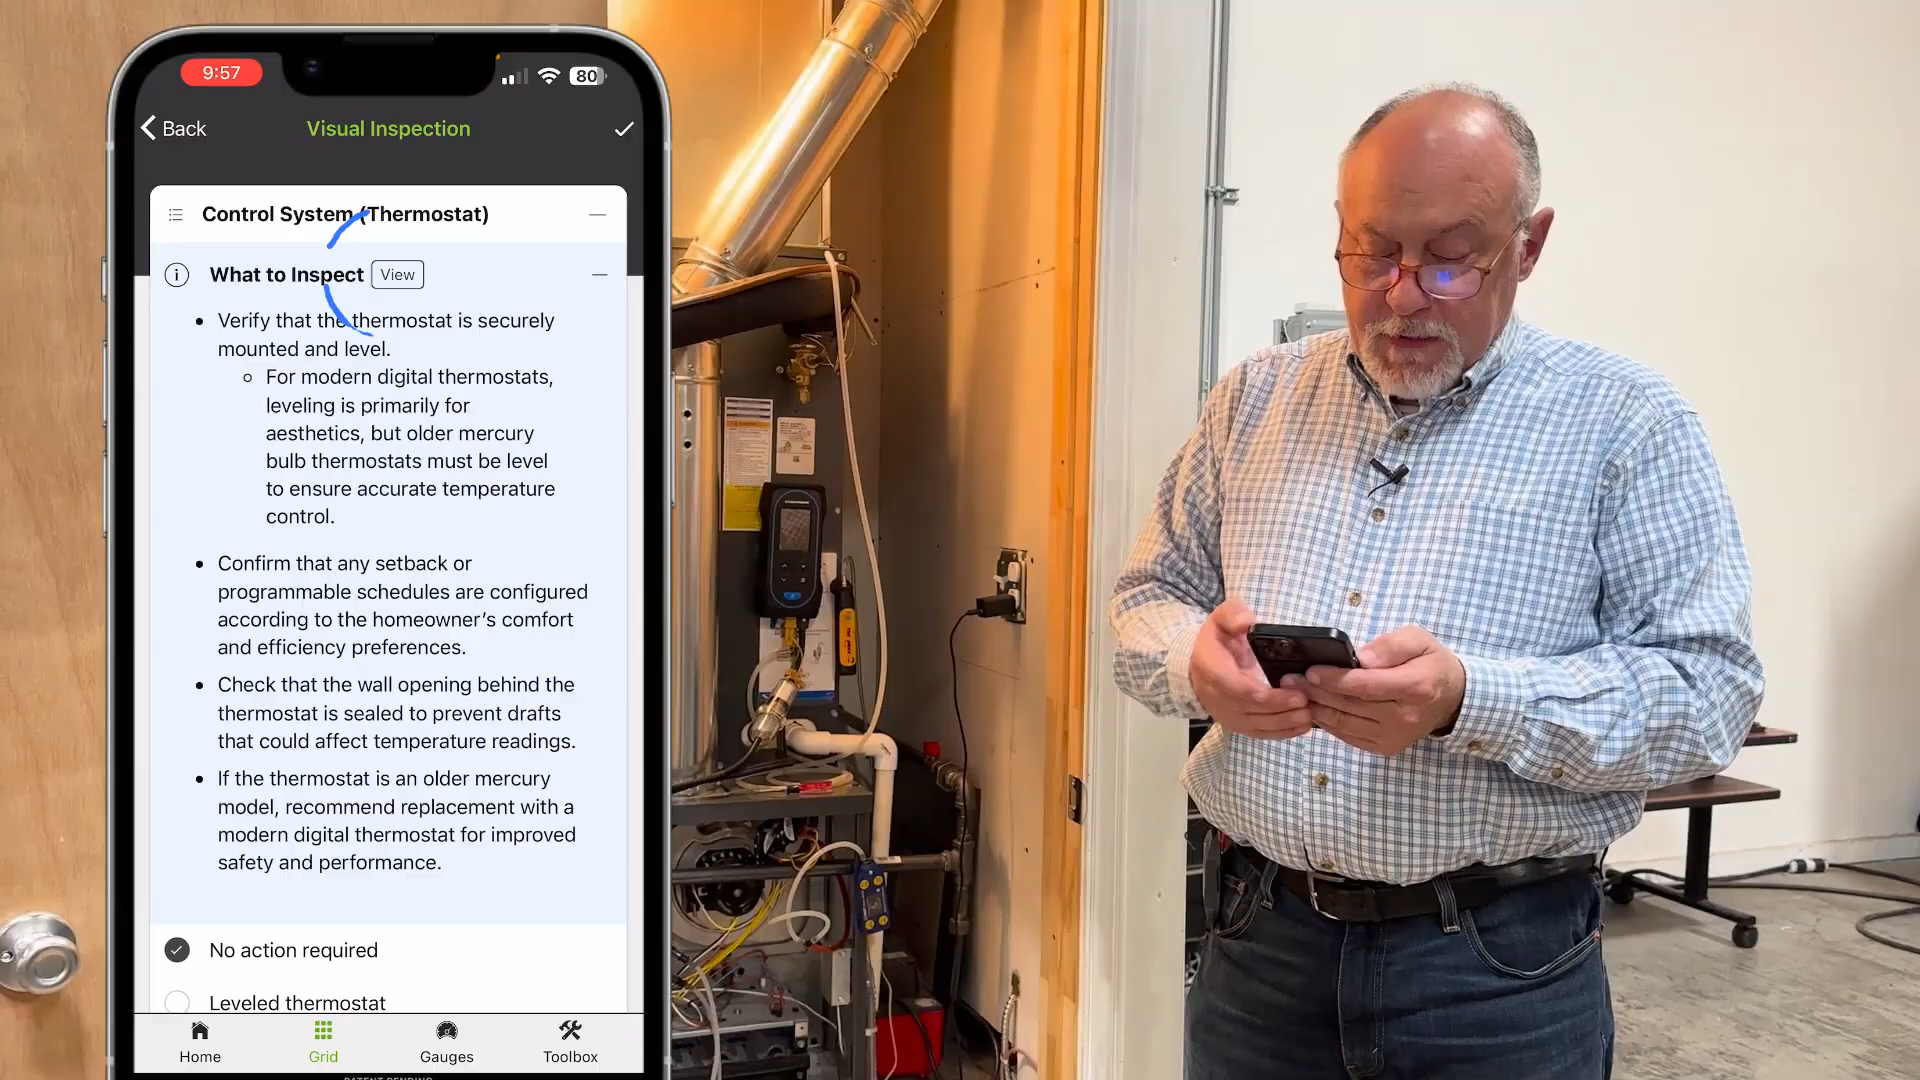 9:57
80
Back
Visual Inspection
Control System (Thermostat)
What to Inspect
View
Verify that the thermostat is securely
mounted and level.
For modern digital thermostats,
leveling is primarily for
aesthetics, but older mercury
bulb thermostats must be level
to ensure accurate temperature
control.
Confirm that any setback or
programmable schedules are configured
according to the homeowner's comfort
and efficiency preferences.
Check that the wall opening behind the
thermostat is sealed to prevent drafts
that could affect temperature readings.
If the thermostat is an older mercury
model, recommend replacement with a
modern digital thermostat for improved
safety and performance.
No action required
Leveled thermostat
Home
Grid
Gauges
Toolbox